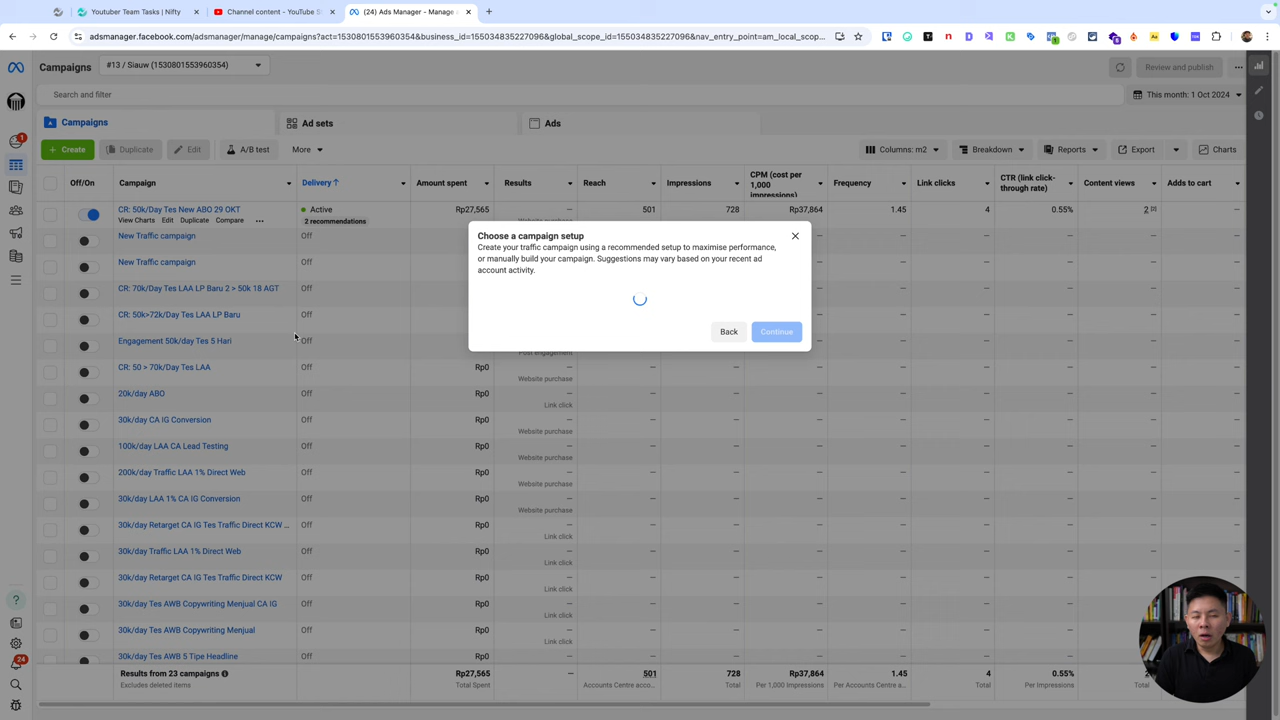 Youtuber Team Tasks | Nifty
Channel content - YouTube S
(24) Ads Manager - Manage
adsmanager.facebook.com/adsmanager/manage/campaigns?act=1530801553960354&business_id=155034835227096&global_scope_id=155034835227096&nav_entry_point=am_local_scop...
Campaigns
#13 / Siauw (1530801553960354)
Review and publish
Search and filter
This month: 1 Oct 2024
Campaigns
Ad sets
Ads
+ Create
Duplicate
Edit
A/B test
More
Columns: m2
Breakdown
Reports
Export
Charts
Off/On
Campaign
Delivery ↑
Amount spent
Results
Reach
Impressions
CPM (cost per 1,000 impressions)
Frequency
Link clicks
CTR (link click-through rate)
Content views
Adds to cart
CR: 50k/Day Tes New ABO 29 OKT
View Charts Edit Duplicate Compare ...
Active
2 recommendations
Rp27,565
—
501
728
Rp37,864
1.45
4
0.55%
2 [3]
—
New Traffic campaign
Off
New Traffic campaign
Off
CR: 70k/Day Tes LAA LP Baru 2 > 50k 18 AGT
Off
CR: 50k>72k/Day Tes LAA LP Baru
Off
Engagement 50k/day Tes 5 Hari
Off
Post engagement
CR: 50 > 70k/Day Tes LAA
Off
Rp0
Website purchase
20k/day ABO
Off
Rp0
Link click
30k/day CA IG Conversion
Off
Rp0
Website purchase
100k/day LAA CA Lead Testing
Off
Rp0
Website purchase
200k/day Traffic LAA 1% Direct Web
Off
Rp0
Website purchase
30k/day LAA 1% CA IG Conversion
Off
Rp0
Website purchase
30k/day Retarget CA IG Tes Traffic Direct KCW ...
Off
Rp0
Link click
30k/day Traffic LAA 1% Direct Web
Off
Rp0
Link click
30k/day Retarget CA IG Tes Traffic Direct KCW
Off
Rp0
Link click
30k/day Tes AWB Copywriting Menjual CA IG
Off
Rp0
Link click
30k/day Tes AWB Copywriting Menjual
Off
Rp0
Link click
30k/day Tes AWB 5 Tipe Headline
Off
Rp0
Choose a campaign setup
Create your traffic campaign using a recommended setup to maximise performance,
or manually build your campaign. Suggestions may vary based on your recent ad
account activity.
Back
Continue
Results from 23 campaigns
Excludes deleted items
Rp27,565
Total Spent
—
501
Accounts Centre acco...
728
Total
Rp37,864
Per 1,000 Impressions
1.45
Per Accounts Centre a...
4
Total
0.55%
Per Impressions
1
24